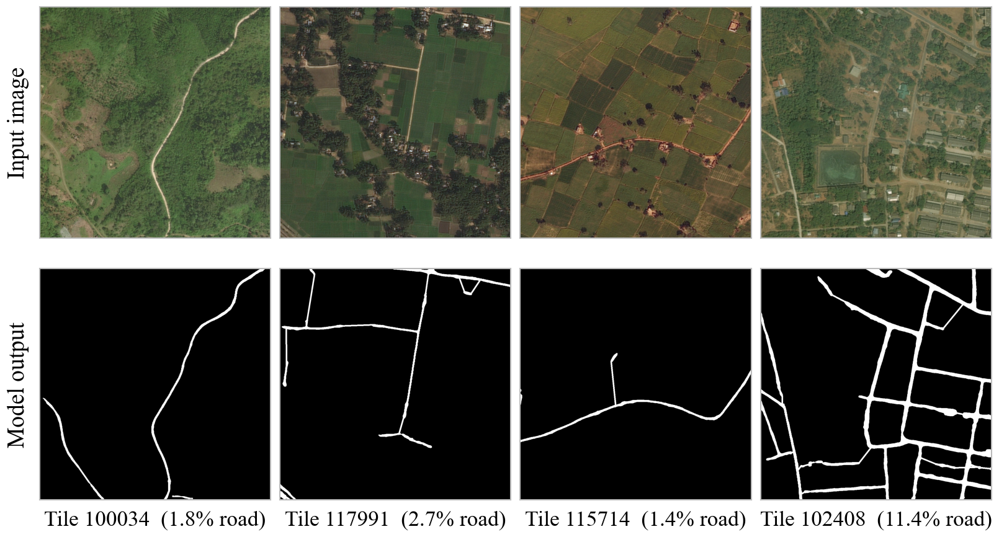 Input image
Model output
Tile 100034 (1.8% road)
Tile 117991 (2.7% road)
Tile 115714 (1.4% road)
Tile 102408 (11.4% road)